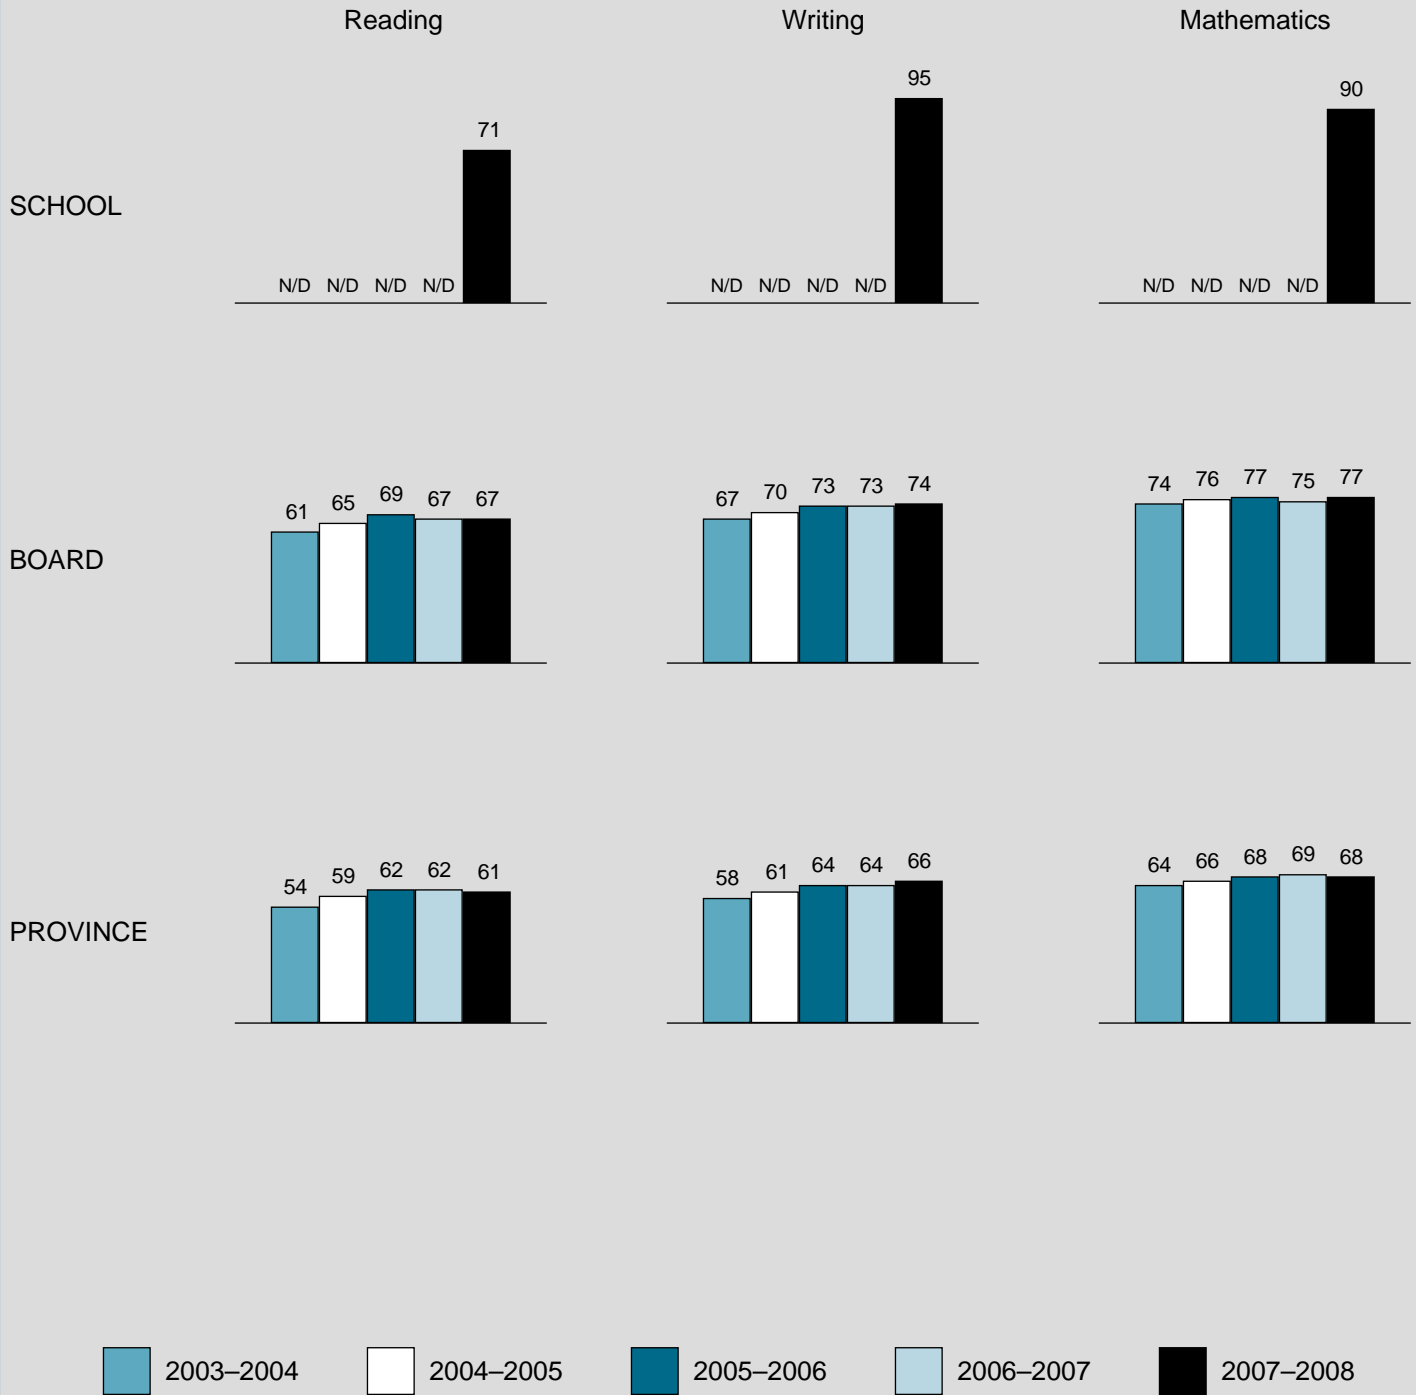 Reading Writing Mathematics
SCHOOL
N/D N/D N/D N/D 71
N/D N/D N/D N/D 95
N/D N/D N/D N/D 90
BOARD
61 65 69 67 67
67 70 73 73 74
74 76 77 75 77
PROVINCE
54 59 62 62 61
58 61 64 64 66
64 66 68 69 68
2003–2004 2004–2005 2005–2006 2006–2007 2007–2008